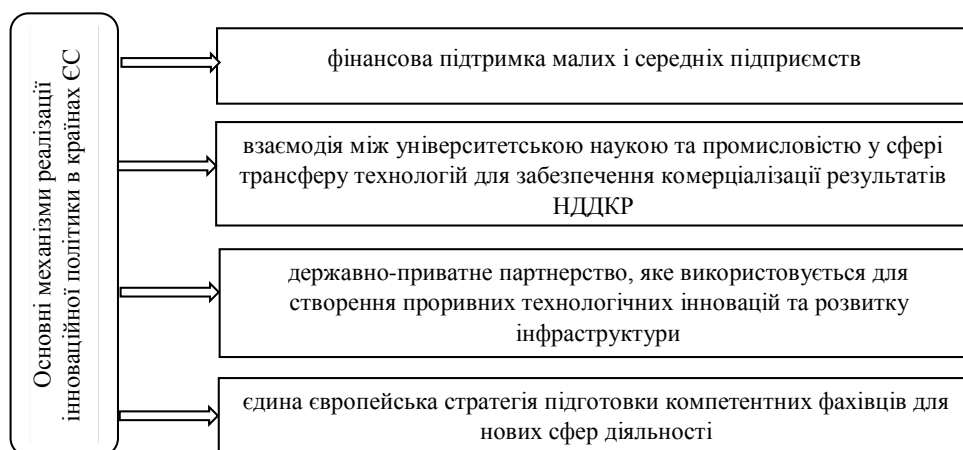 Основні механізми реалізації
інноваційної політики в країнах ЄС
фінансова підтримка малих і середніх підприємств
взаємодія між університетською наукою та промисловістю у сфері
трансферу технологій для забезпечення комерціалізації результатів
НДДКР
державно-приватне партнерство, яке використовується для
створення проривних технологічних інновацій та розвитку
інфраструктури
єдина європейська стратегія підготовки компетентних фахівців для
нових сфер діяльності